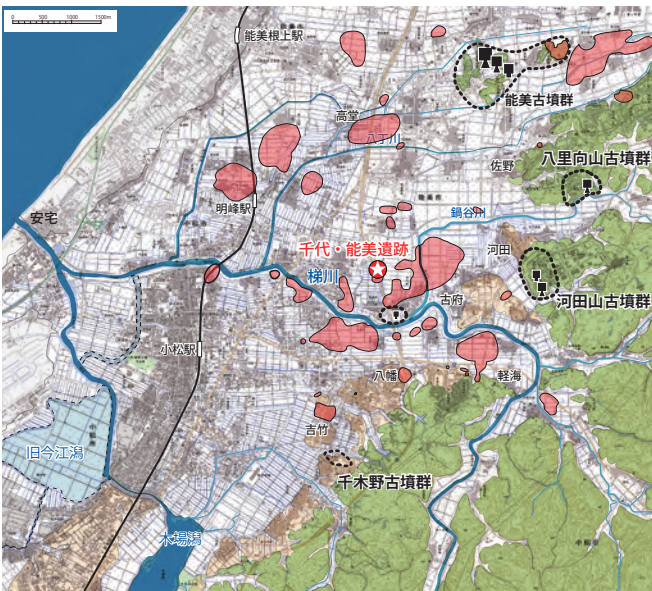 0 500 1000 1500m
能美根上駅
能美古墳群
高堂
八丁川
佐野
八里向山古墳群
明峰駅
鍋谷川
安宅
千代・能美遺跡
河田
梯川
古府
河田山古墳群
小松駅
八幡
軽海
吉竹
旧今江潟
千木野古墳群
木場潟